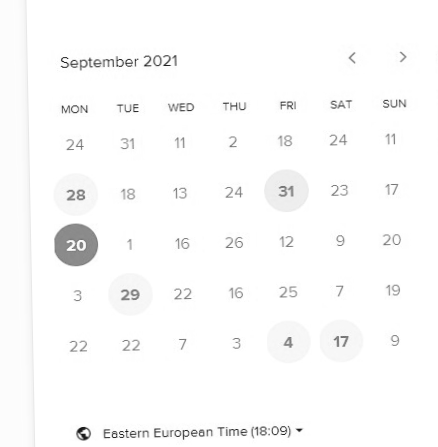 September 2021
MON TUE WED THU FRI SAT SUN
24 31 11 2 18 24 11
28 18 13 24 31 23 17
20 1 16 26 12 9 20
3 29 22 16 25 7 19
22 22 7 3 4 17 9
Eastern European Time (18:09)